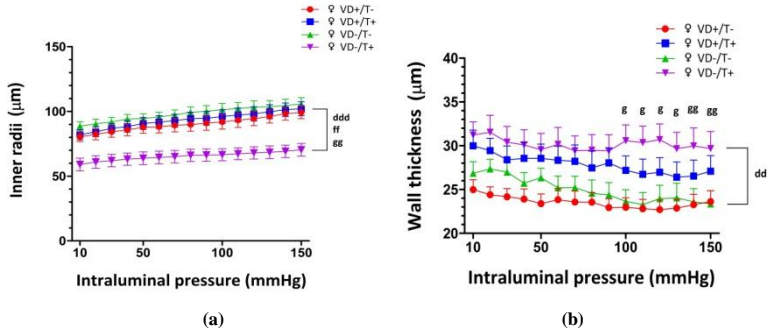 ♀ VD+/T-
♀ VD+/T+
♀ VD-/T-
♀ VD-/T+
150
100
50
0
Inner radii (μm)
10
50
100
150
Intraluminal pressure (mmHg)
ddd
ff
gg
(a)
♀ VD+/T-
♀ VD+/T+
♀ VD-/T-
♀ VD-/T+
40
35
30
25
20
Wall thickness (μm)
g g g g gg gg
10
50
100
150
Intraluminal pressure (mmHg)
dd
(b)